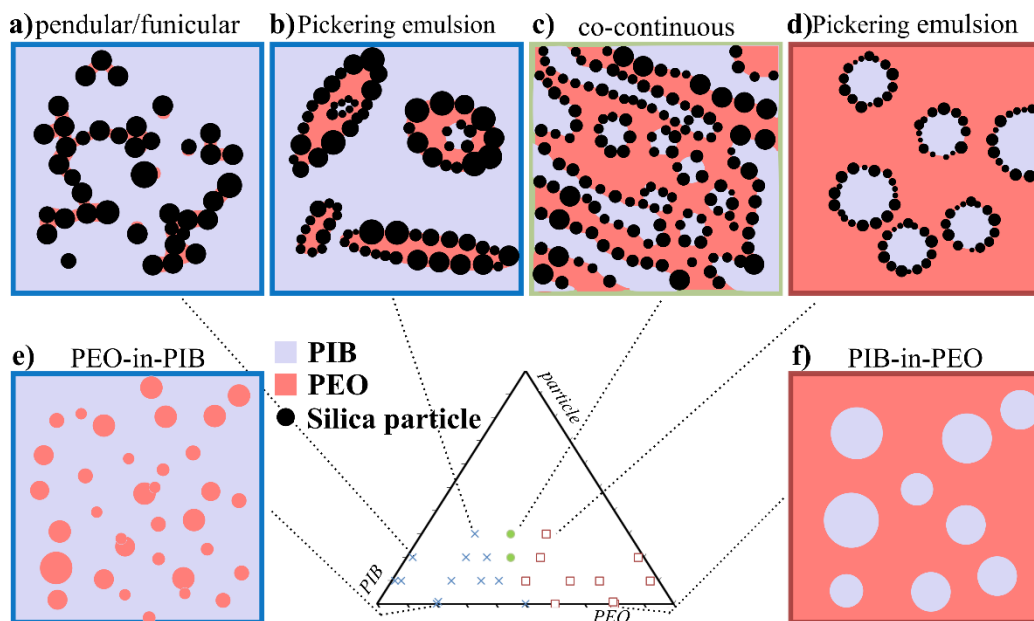 a) pendular/funicular
b) Pickering emulsion
c) co-continuous
d) Pickering emulsion
e) PEO-in-PIB
PIB
PEO
Silica particle
f) PIB-in-PEO
particle
PIB
PEO